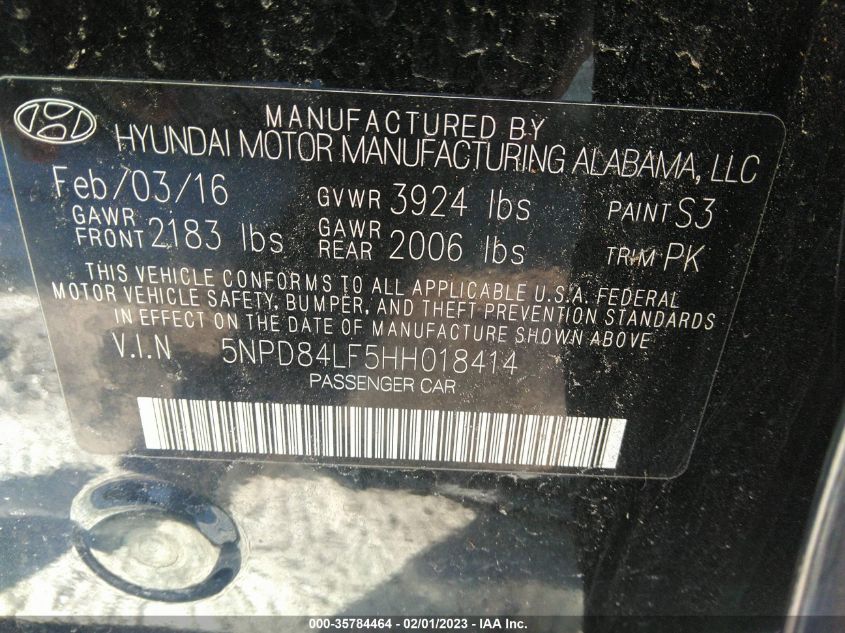 MANUFACTURED BY
HYUNDAI MOTOR MANUFACTURING ALABAMA, LLC
Feb/03/16 GVWR 3924 lbs PAINT S3
GAWR FRONT 2183 lbs GAWR REAR 2006 lbs TRIM PK
THIS VEHICLE CONFORMS TO ALL APPLICABLE U.S.A. FEDERAL
MOTOR VEHICLE SAFETY, BUMPER, AND THEFT PREVENTION STANDARDS
IN EFFECT ON THE DATE OF MANUFACTURE SHOWN ABOVE
V.I.N 5NPD84LF5HH018414
PASSENGER CAR
000-35784464 - 02/01/2023 - IAA Inc.